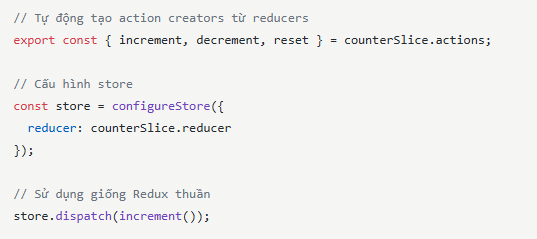 // Tự động tạo action creators từ reducers
export const { increment, decrement, reset } = counterSlice.actions;
// Cấu hình store
const store = configureStore({
reducer: counterSlice.reducer
});
// Sử dụng giống Redux thuần
store.dispatch(increment());